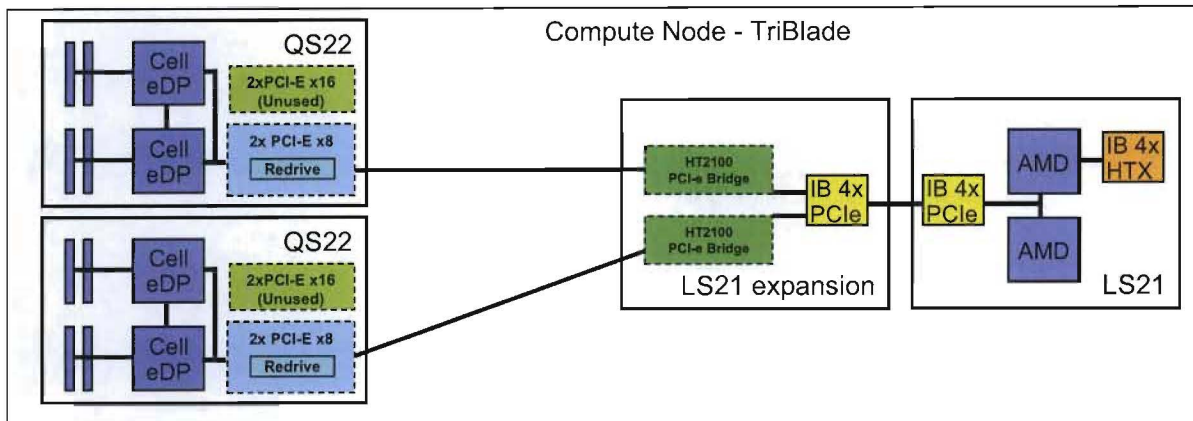 Compute Node - TriBlade
QS22
Cell
eDP
2xPCI-E x16
(Unused)
Cell
eDP
2x PCI-E x8
Redrive
QS22
Cell
eDP
2xPCI-E x16
(Unused)
Cell
eDP
2x PCI-E x8
Redrive
HT2100
PCI-e Bridge
HT2100
PCI-e Bridge
IB 4x
PCIe
LS21 expansion
IB 4x
PCIe
AMD
AMD
IB 4x
HTX
LS21